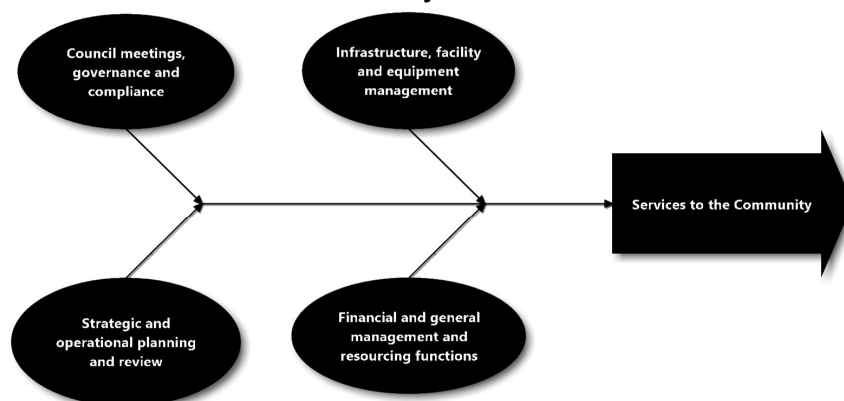 Council meetings,
governance and
compliance
Infrastructure, facility
and equipment
management
Services to the Community
Strategic and
operational planning
and review
Financial and general
management and
resourcing functions